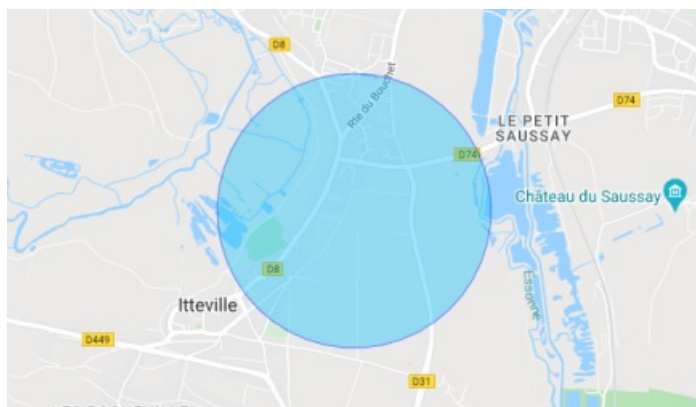 D8
Rte du Bouchet
D74
LE PETIT
SAUSSAY
D74
Château du Saussay
D8
Essonne
Itteville
D449
D31